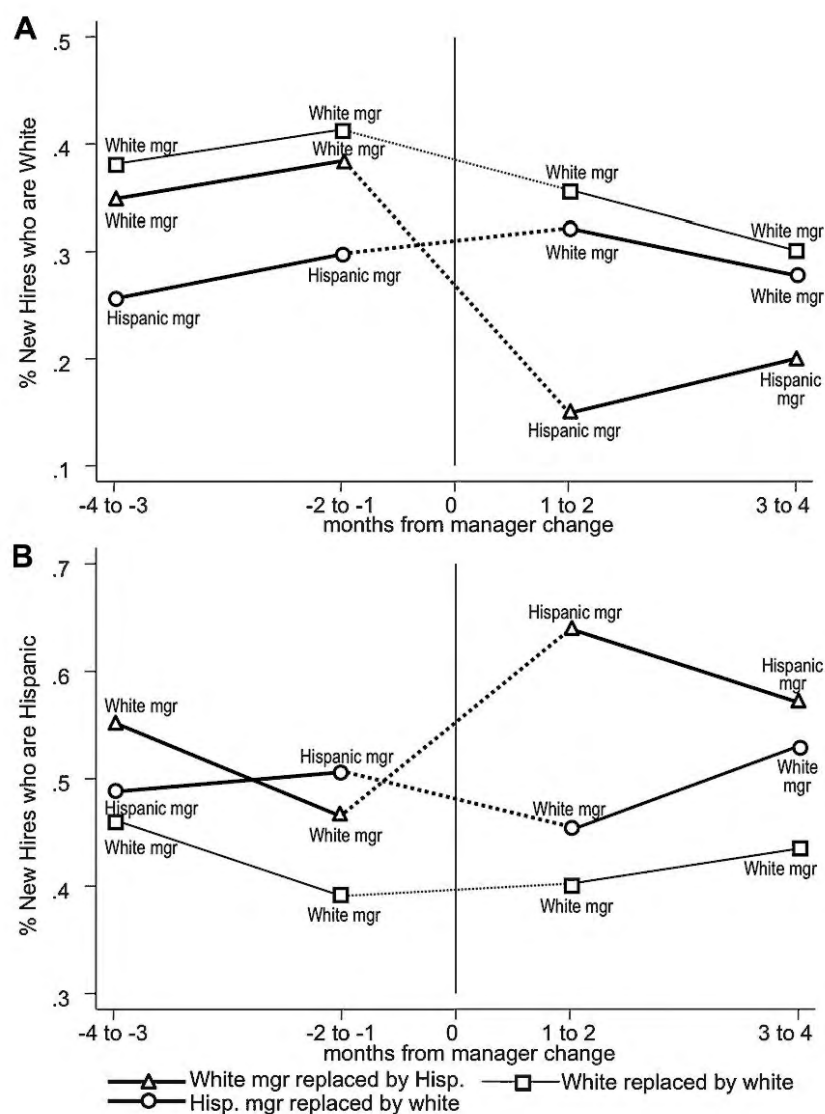 A
.5
.4
.3
.2
.1
% New Hires who are White
White mgr
White mgr
White mgr
White mgr
White mgr
White mgr
White mgr
Hispanic mgr
Hispanic mgr
White mgr
White mgr
Hispanic mgr
Hispanic
mgr
-4 to -3
-2 to -1
0
1 to 2
3 to 4
months from manager change
B
.7
.6
.5
.4
.3
% New Hires who are Hispanic
Hispanic mgr
Hispanic
mgr
White mgr
Hispanic mgr
Hispanic mgr
White mgr
White mgr
White
mgr
White mgr
White mgr
White mgr
White mgr
-4 to -3
-2 to -1
0
1 to 2
3 to 4
months from manager change
White mgr replaced by Hisp.
White replaced by white
Hisp. mgr replaced by white